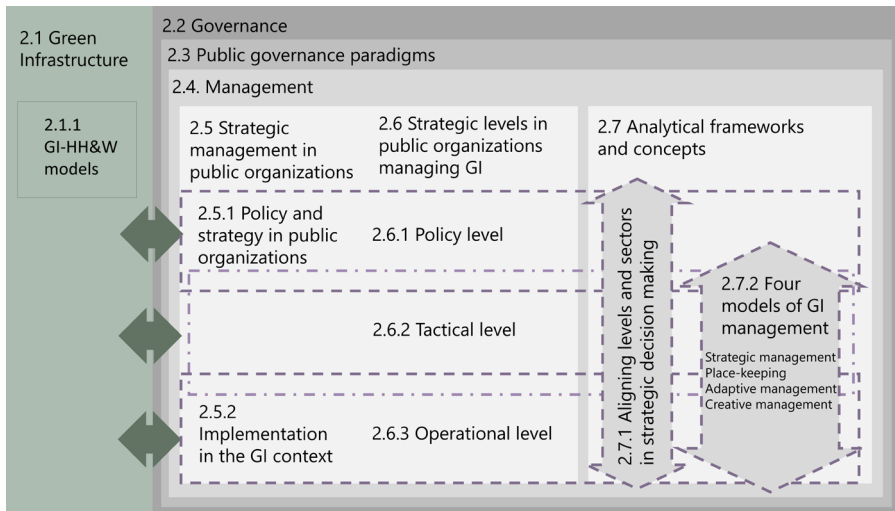 2.1 Green
Infrastructure
2.1.1
GI-HH&W
models
2.2 Governance
2.3 Public governance paradigms
2.4. Management
2.5 Strategic
management in
public organizations
2.6 Strategic levels in
public organizations
managing GI
2.7 Analytical frameworks
and concepts
2.5.1 Policy and
strategy in public
organizations
2.6.1 Policy level
2.6.2 Tactical level
2.5.2
Implementation
in the GI context
2.6.3 Operational level
2.7.1 Aligning levels and sectors
in strategic decision making
2.7.2 Four
models of GI
management
Strategic management
Place-keeping
Adaptive management
Creative management